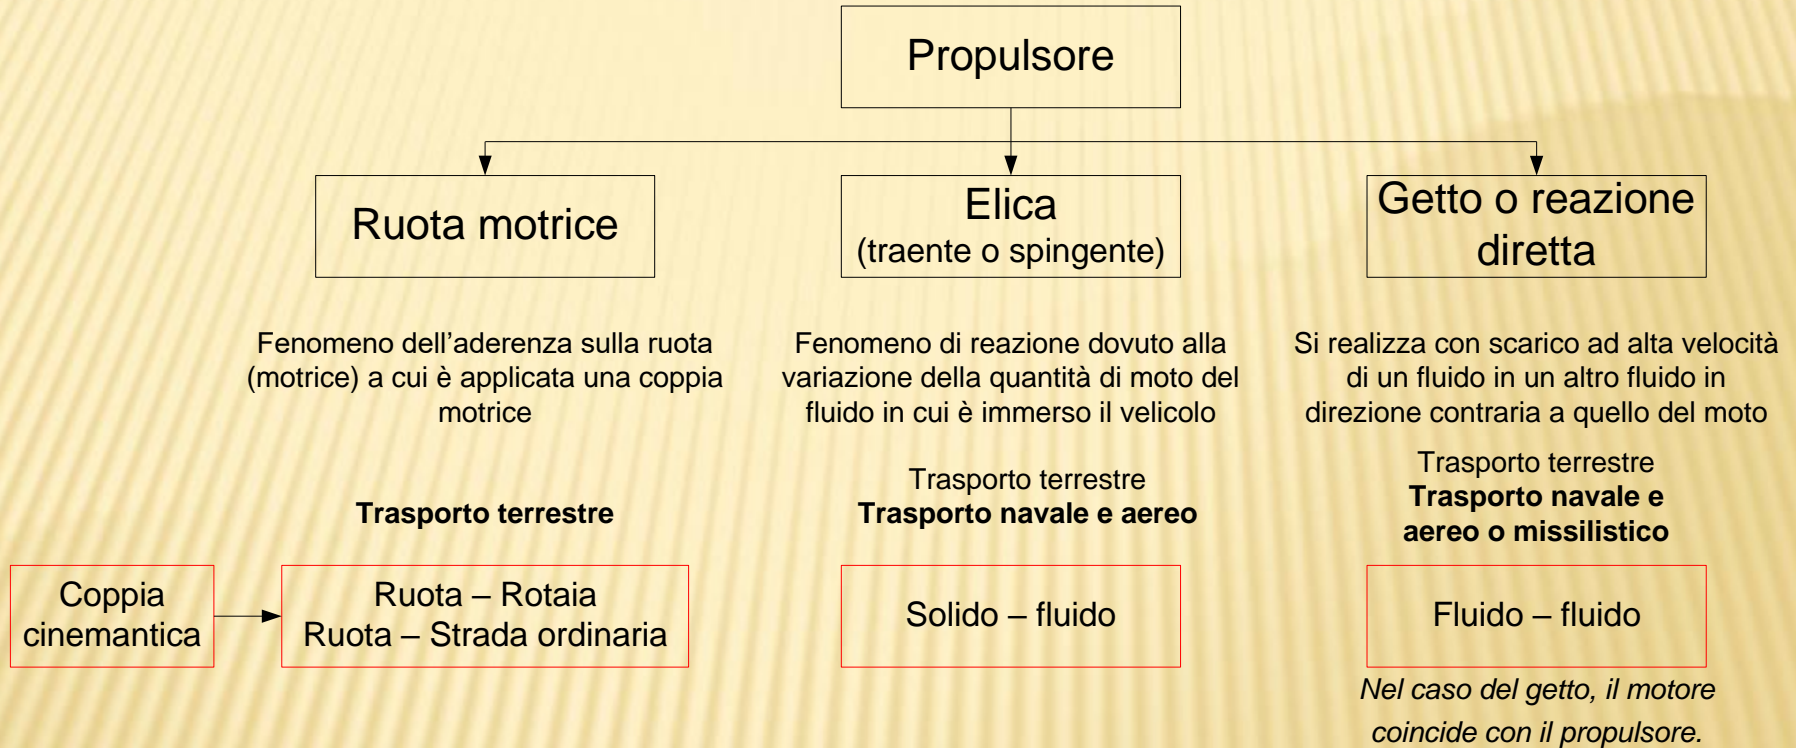 Propulsore
Ruota motrice
Elica
(traente o spingente)
Getto o reazione
diretta
Fenomeno dell’aderenza sulla ruota
(motrice) a cui è applicata una coppia
motrice
Fenomeno di reazione dovuto alla
variazione della quantità di moto del
fluido in cui è immerso il velicolo
Si realizza con scarico ad alta velocità
di un fluido in un altro fluido in
direzione contraria a quello del moto
Trasporto terrestre
Trasporto terrestre
Trasporto navale e aereo
Trasporto terrestre
Trasporto navale e
aereo o missilistico
Coppia
cinemantica
Ruota – Rotaia
Ruota – Strada ordinaria
Solido – fluido
Fluido – fluido
Nel caso del getto, il motore
coincide con il propulsore.